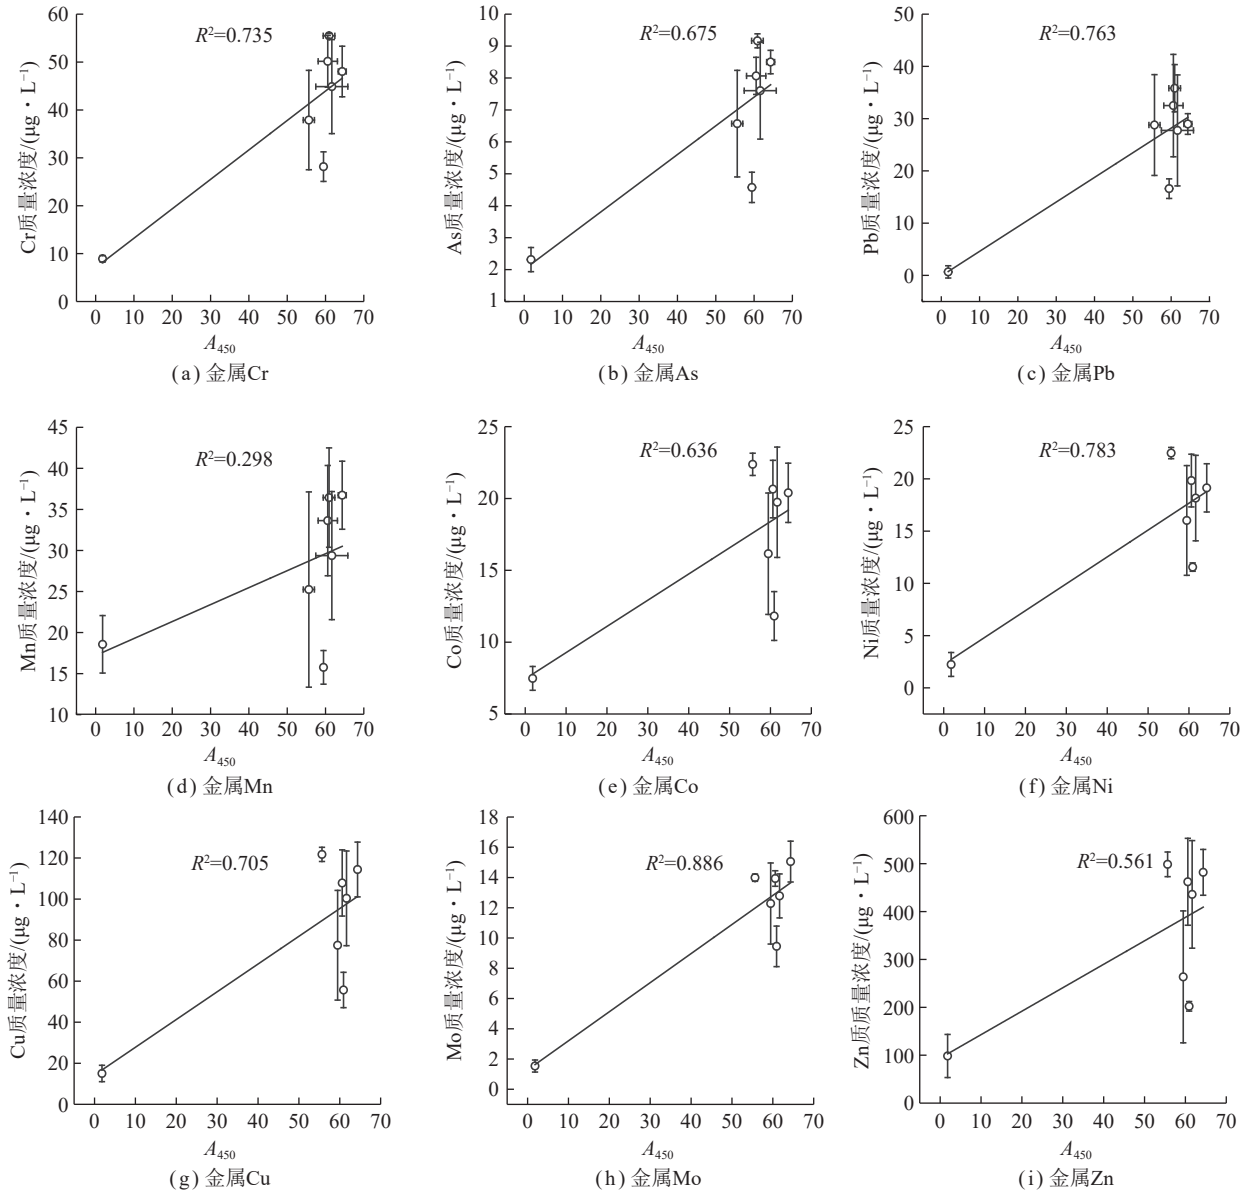 R²=0.735
Cr质量浓度/(μg·L⁻¹)
60
50
40
30
20
10
0
0 10 20 30 40 50 60 70
A₄₅₀
(a) 金属Cr
R²=0.675
As质量浓度/(μg·L⁻¹)
10
9
8
7
6
5
4
3
2
1
0 10 20 30 40 50 60 70
A₄₅₀
(b) 金属As
R²=0.763
Pb质量浓度/(μg·L⁻¹)
50
40
30
20
10
0
0 10 20 30 40 50 60 70
A₄₅₀
(c) 金属Pb
R²=0.298
Mn质量浓度/(μg·L⁻¹)
45
40
35
30
25
20
15
10
0 10 20 30 40 50 60 70
A₄₅₀
(d) 金属Mn
R²=0.636
Co质量浓度/(μg·L⁻¹)
25
20
15
10
5
0 10 20 30 40 50 60 70
A₄₅₀
(e) 金属Co
R²=0.783
Ni质量浓度/(μg·L⁻¹)
25
20
15
10
5
0
0 10 20 30 40 50 60 70
A₄₅₀
(f) 金属Ni
R²=0.705
Cu质量浓度/(μg·L⁻¹)
140
120
100
80
60
40
20
0
0 10 20 30 40 50 60 70
A₄₅₀
(g) 金属Cu
R²=0.886
Mo质质量浓度/(μg·L⁻¹)
18
16
14
12
10
8
6
4
2
0
0 10 20 30 40 50 60 70
A₄₅₀
(h) 金属Mo
R²=0.561
Zn质质量浓度/(μg·L⁻¹)
600
500
400
300
200
100
0
0 10 20 30 40 50 60 70
A₄₅₀
(i) 金属Zn